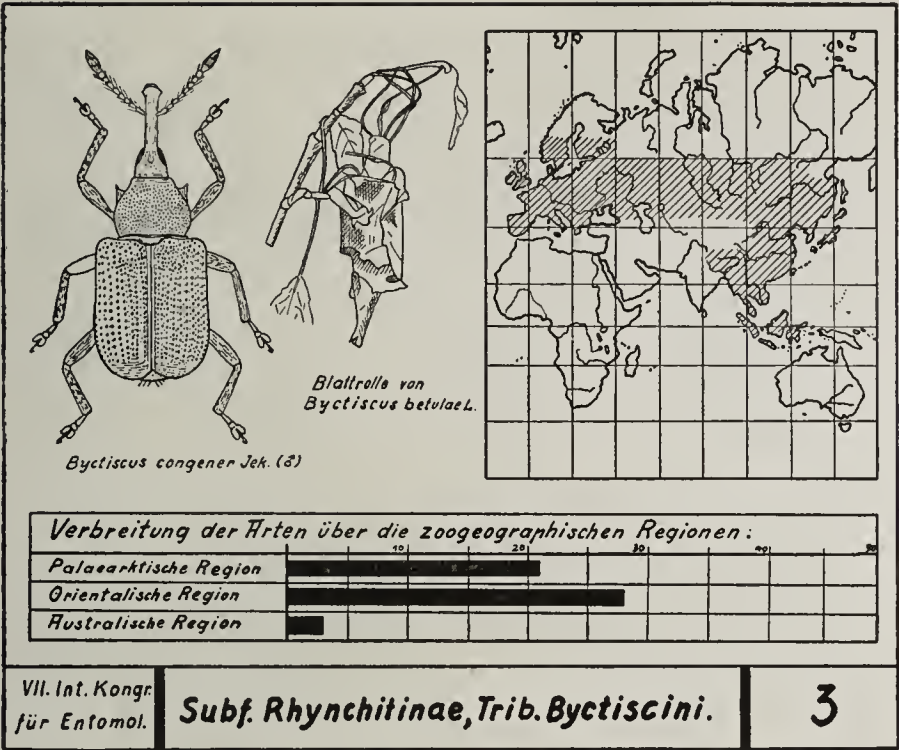 Blattrolle von
Byctiscus betulae L.
Byctiscus congener Jek. (♂)
Verbreitung der Arten über die zoogeographischen Regionen:
10 20 30 40 50
Palaearktische Region
Orientalische Region
Australische Region
VII. Int. Kongr.
für Entomol.
Subf. Rhynchitinae, Trib. Byctiscini.
3